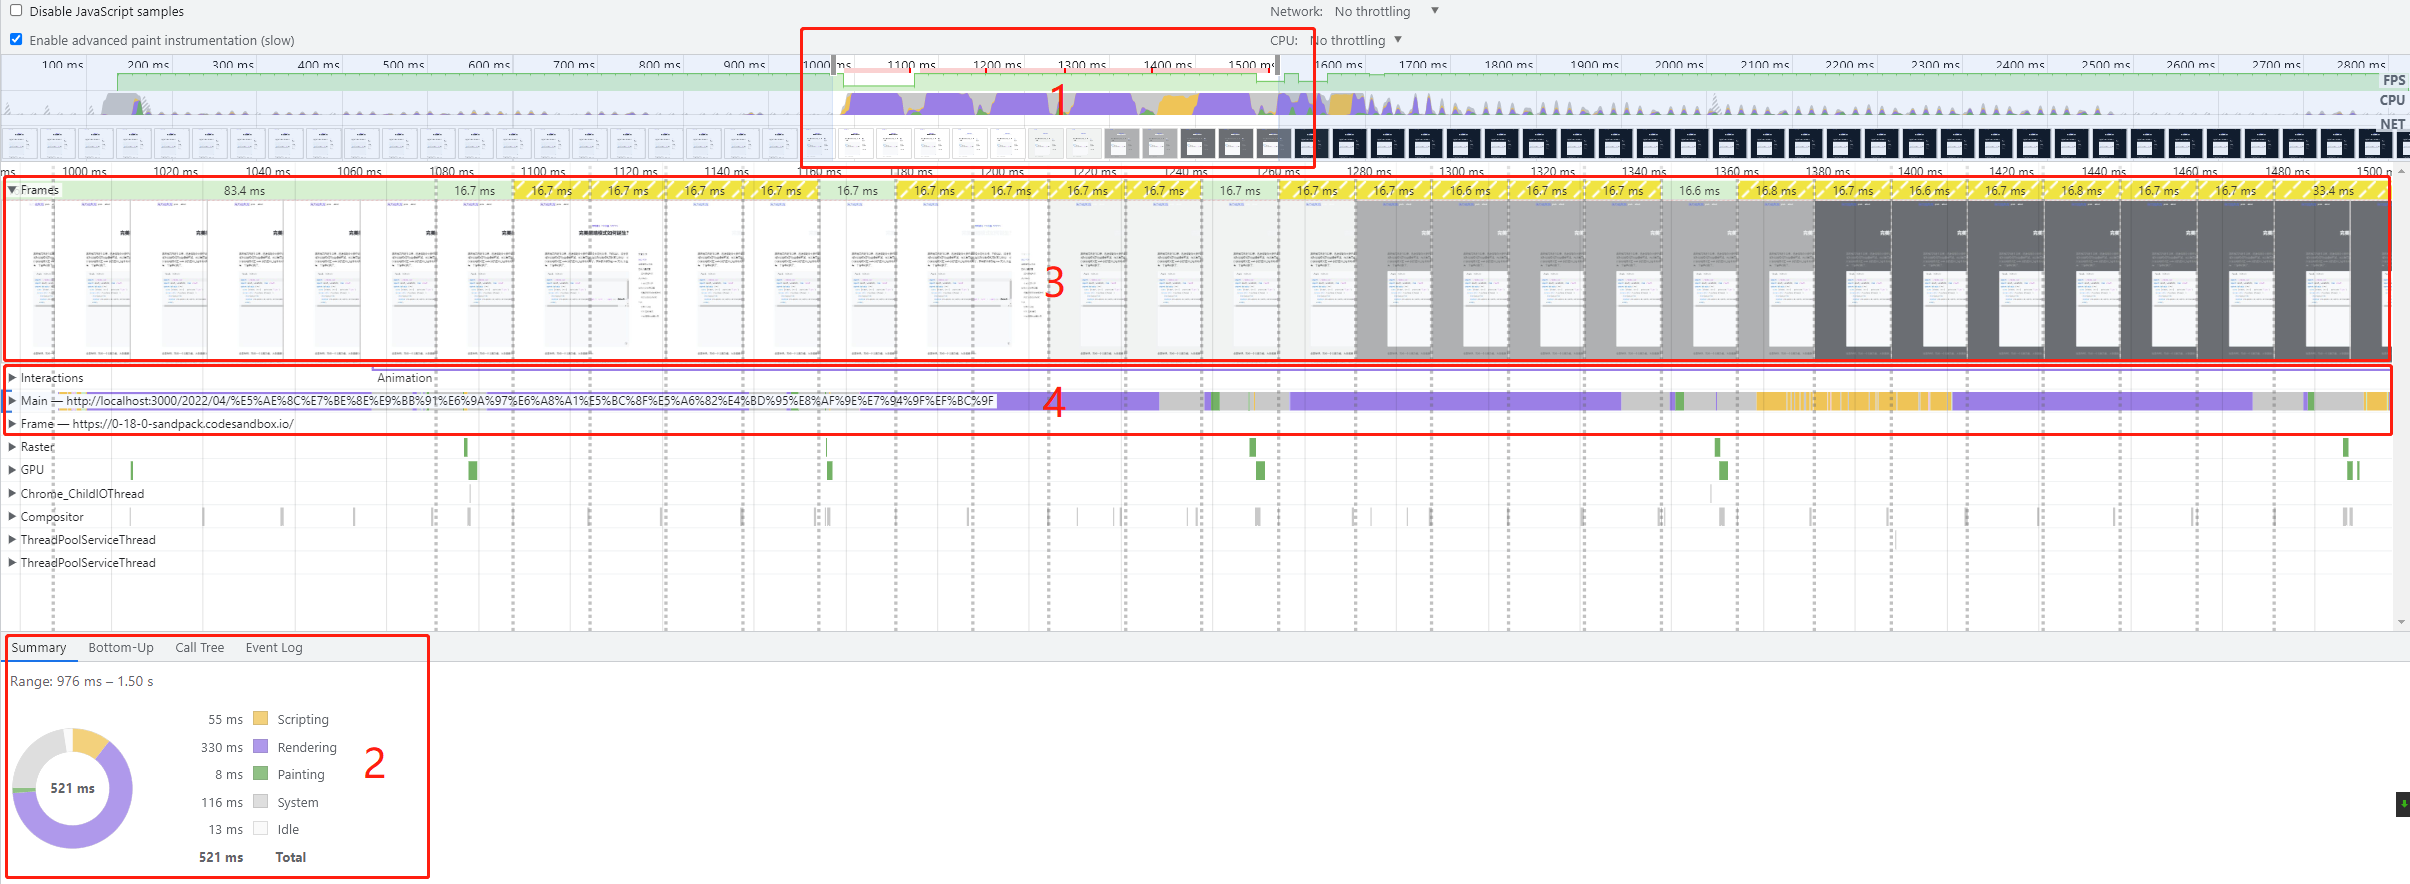 Disable JavaScript samples
Network: No throttling
Enable advanced paint instrumentation (slow)
CPU: No throttling
100 ms 200 ms 300 ms 400 ms 500 ms 600 ms 700 ms 800 ms 900 ms 1000 ms 1100 ms 1200 ms 1300 ms 1400 ms 1500 ms 1600 ms 1700 ms 1800 ms 1900 ms 2000 ms 2100 ms 2200 ms 2300 ms 2400 ms 2500 ms 2600 ms 2700 ms 2800 ms
FPS
1
CPU
NET
ms 1000 ms 1020 ms 1040 ms 1060 ms 1080 ms 1100 ms 1120 ms 1140 ms 1160 ms 1180 ms 1200 ms 1220 ms 1240 ms 1260 ms 1280 ms 1300 ms 1320 ms 1340 ms 1360 ms 1380 ms 1400 ms 1420 ms 1440 ms 1460 ms 1480 ms 1500 m
Frames 83.4 ms 16.7 ms 16.7 ms 16.7 ms 16.7 ms 16.7 ms 16.7 ms 16.7 ms 16.7 ms 16.7 ms 16.7 ms 16.7 ms 16.7 ms 16.7 ms 16.6 ms 16.7 ms 16.7 ms 16.6 ms 16.8 ms 16.7 ms 16.6 ms 16.7 ms 16.8 ms 16.7 ms 16.7 ms 33.4 ms
3
Interactions
Animation
Main — http://localhost:3000/2022/04/%E5%AE%8C%E7%BE%8E%E9%BB%91%E6%9A%97%E6%A8%A1%E5%BC%8F%E5%A6%82%E4%BD%95%E8%AF%9E%E7%94%9F%EF%BC%9F
4
Frame — https://0-18-0-sandpack.codesandbox.io/
Raster
GPU
Chrome_ChildIOThread
Compositor
ThreadPoolServiceThread
ThreadPoolServiceThread
Summary Bottom-Up Call Tree Event Log
Range: 976 ms – 1.50 s
55 ms Scripting
330 ms Rendering
2
8 ms Painting
521 ms
116 ms System
13 ms Idle
521 ms Total